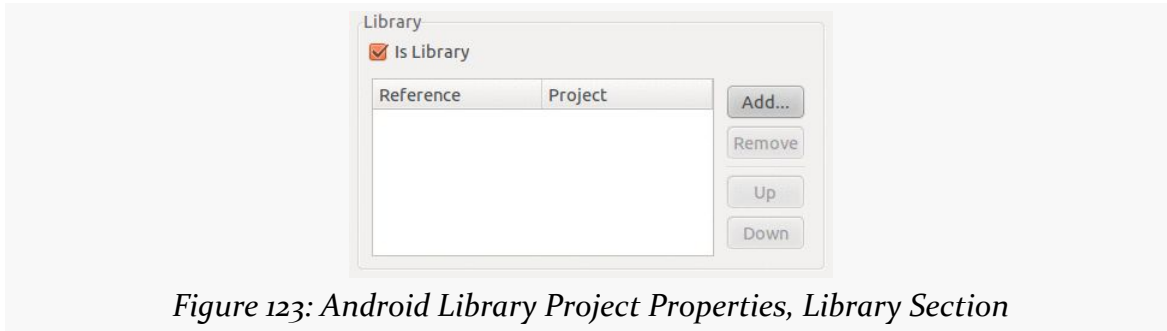 Library
Is Library
Reference Project
Add...
Remove
Up
Down
Figure 123: Android Library Project Properties, Library Section